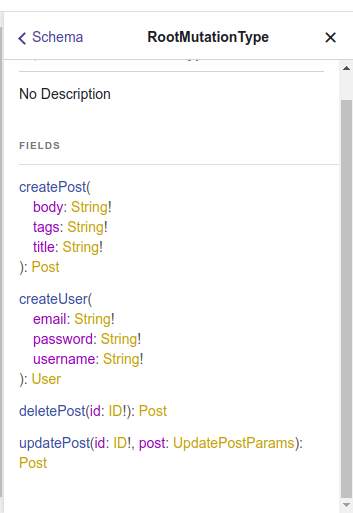 Schema RootMutationType ×
No Description
FIELDS
createPost(
body: String!
tags: String!
title: String!
): Post
createUser(
email: String!
password: String!
username: String!
): User
deletePost(id: ID!): Post
updatePost(id: ID!, post: UpdatePostParams):
Post